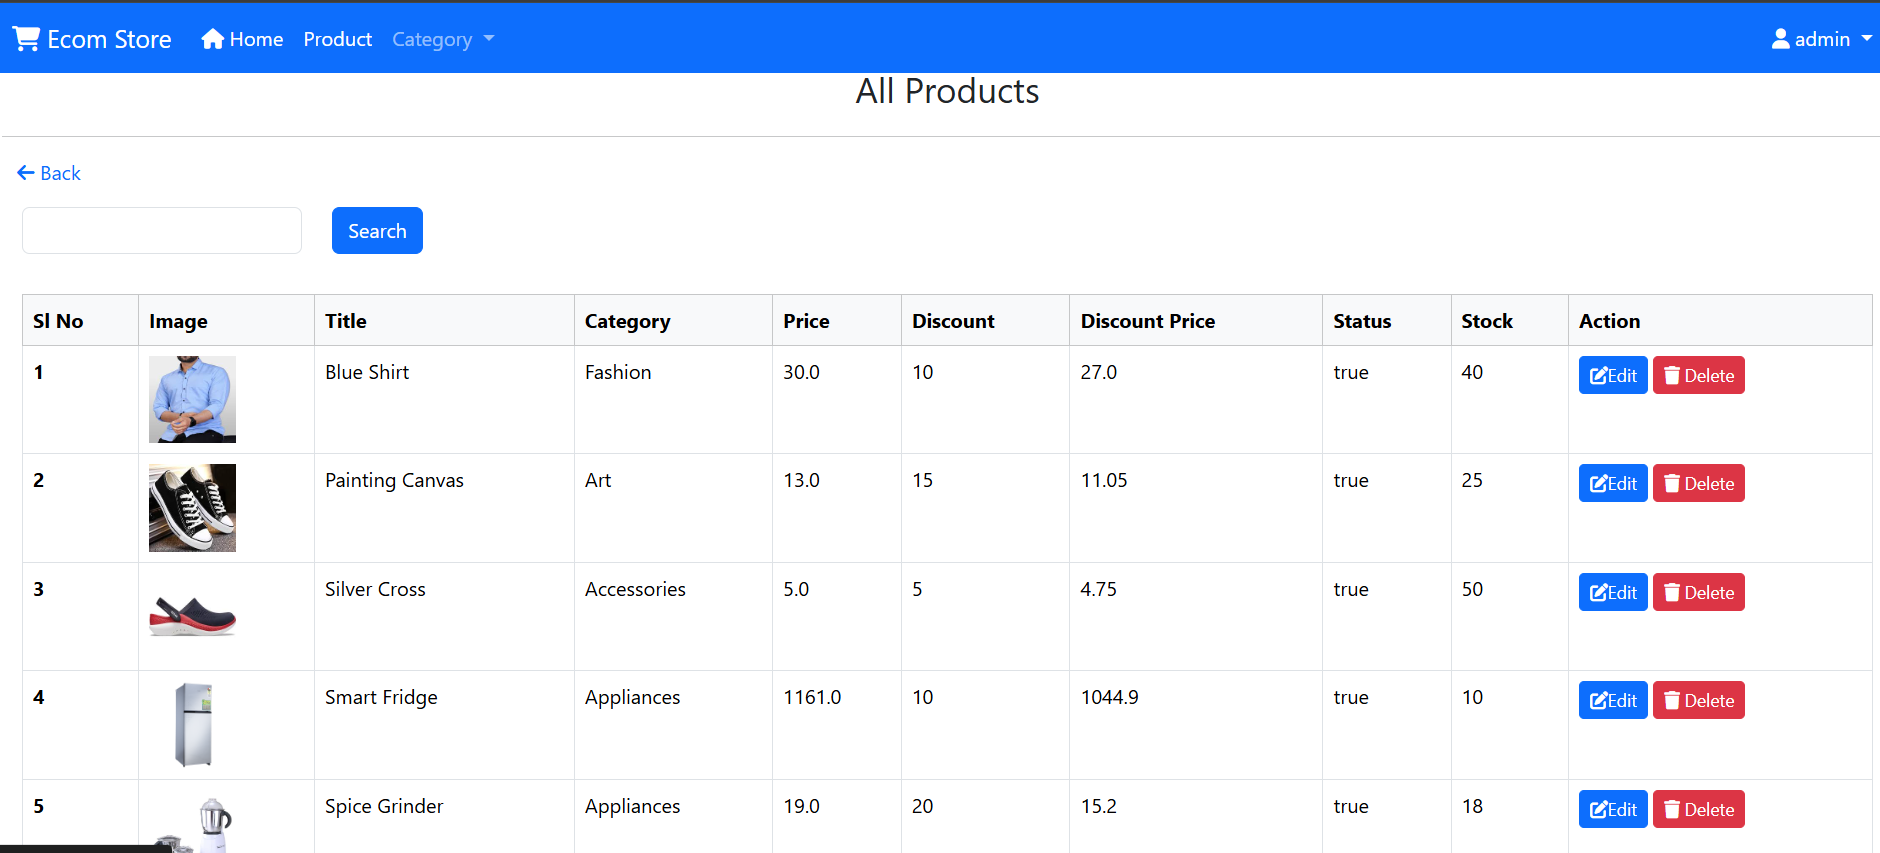 Ecom Store Home Product Category admin
All Products
Back
Search
Sl No Image Title Category Price Discount Discount Price Status Stock Action
1 Blue Shirt Fashion 30.0 10 27.0 true 40 Edit Delete
2 Painting Canvas Art 13.0 15 11.05 true 25 Edit Delete
3 Silver Cross Accessories 5.0 5 4.75 true 50 Edit Delete
4 Smart Fridge Appliances 1161.0 10 1044.9 true 10 Edit Delete
5 Spice Grinder Appliances 19.0 20 15.2 true 18 Edit Delete